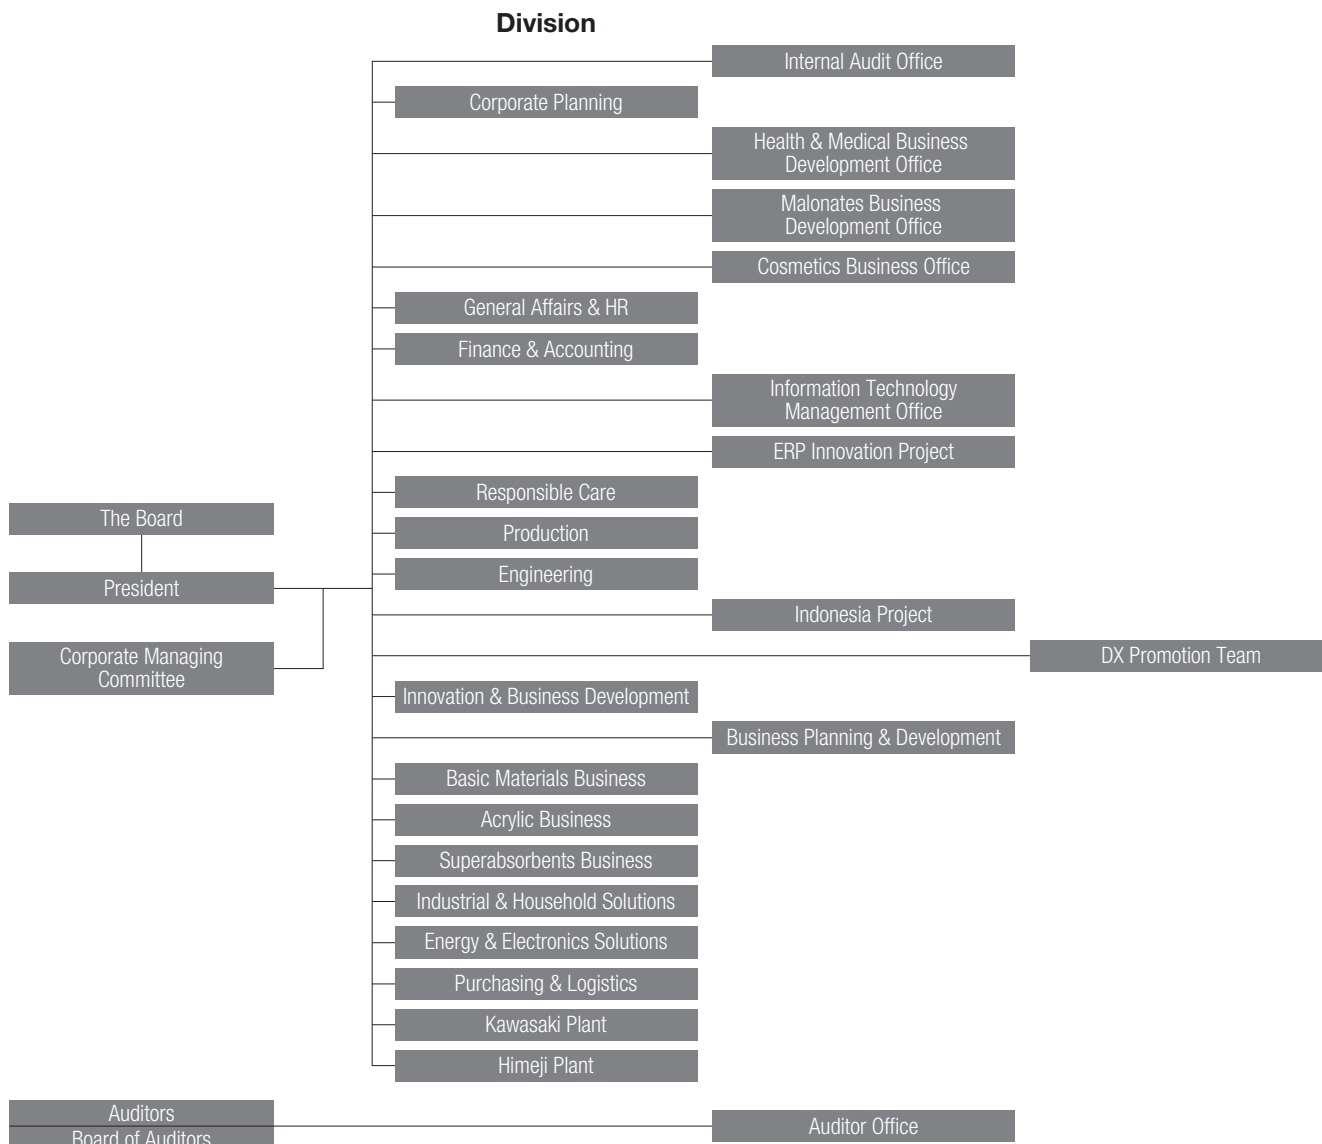 Division
Internal Audit Office
Corporate Planning
Health & Medical Business
Development Office
Malonates Business
Development Office
Cosmetics Business Office
General Affairs & HR
Finance & Accounting
Information Technology
Management Office
ERP Innovation Project
Responsible Care
The Board
Production
Engineering
President
Indonesia Project
Corporate Managing
Committee
DX Promotion Team
Innovation & Business Development
Business Planning & Development
Basic Materials Business
Acrylic Business
Superabsorbents Business
Industrial & Household Solutions
Energy & Electronics Solutions
Purchasing & Logistics
Kawasaki Plant
Himeji Plant
Auditors
Board of Auditors
Auditor Office